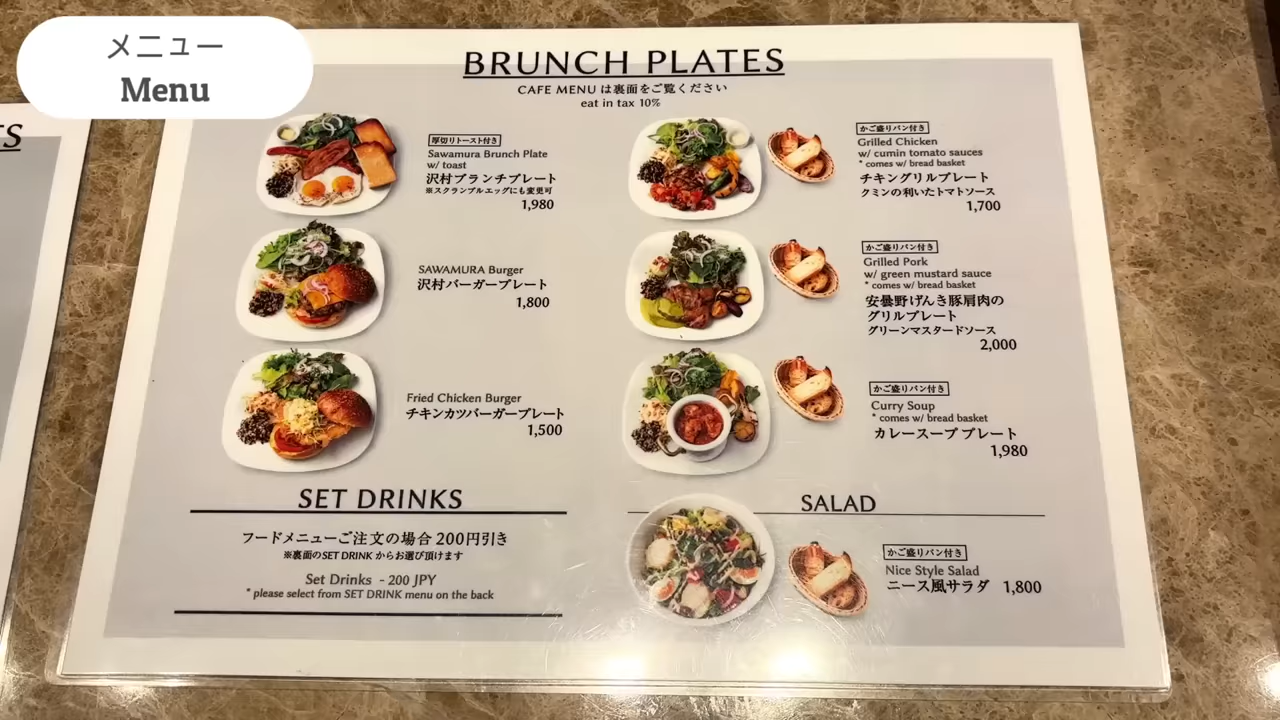 メニュー
Menu
TS
BRUNCH PLATES
CAFE MENU は裏面をご覧ください
eat in tax 10%
厚切りトースト付き
Sawamura Brunch Plate
w/ toast
沢村ブランチプレート
※スクランブルエッグにも変更可
1,980
SAWAMURA Burger
沢村バーガープレート
1,800
Fried Chicken Burger
チキンカツバーガープレート
1,500
かご盛りパン付き
Grilled Chicken
w/ cumin tomato sauces
* comes w/ bread basket
チキングリルプレート
クミンの利いたトマトソース
1,700
かご盛りパン付き
Grilled Pork
w/ green mustard sauce
* comes w/ bread basket
安曇野げんき豚肩肉の
グリルプレート
グリーンマスタードソース
2,000
かご盛りパン付き
Curry Soup
* comes w/ bread basket
カレースープ プレート
1,980
SET DRINKS
フードメニューご注文の場合 200円引き
※裏面のSET DRINK からお選び頂けます
Set Drinks - 200 JPY
* please select from SET DRINK menu on the back
SALAD
かご盛りパン付き
Nice Style Salad
ニース風サラダ 1,800